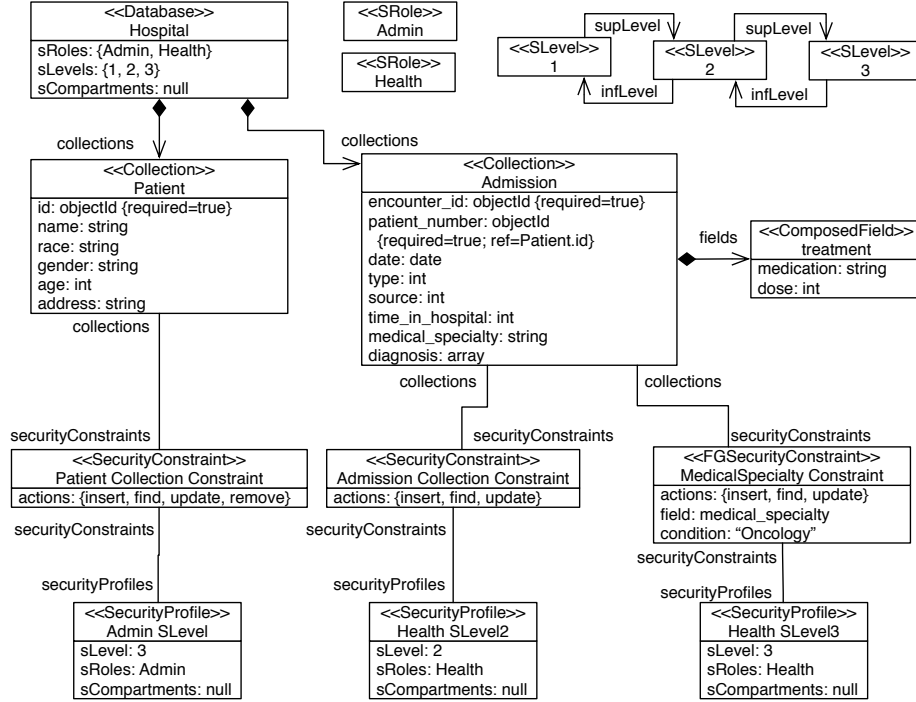 <<Database>>
Hospital
sRoles: {Admin, Health}
sLevels: {1, 2, 3}
sCompartments: null
<<SRole>>
Admin
<<SRole>>
Health
<<SLevel>>
1
supLevel
infLevel
<<SLevel>>
2
supLevel
infLevel
<<SLevel>>
3
collections
collections
<<Collection>>
Patient
id: objectId {required=true}
name: string
race: string
gender: string
age: int
address: string
collections
<<Collection>>
Admission
encounter_id: objectId {required=true}
patient_number: objectId
{required=true; ref=Patient.id}
date: date
type: int
source: int
time_in_hospital: int
medical_specialty: string
diagnosis: array
fields
<<ComposedField>>
treatment
medication: string
dose: int
collections
collections
securityConstraints
<<SecurityConstraint>>
Patient Collection Constraint
actions: {insert, find, update, remove}
securityConstraints
securityProfiles
<<SecurityProfile>>
Admin SLevel
sLevel: 3
sRoles: Admin
sCompartments: null
securityConstraints
<<SecurityConstraint>>
Admission Collection Constraint
actions: {insert, find, update}
securityConstraints
securityProfiles
<<SecurityProfile>>
Health SLevel2
sLevel: 2
sRoles: Health
sCompartments: null
securityConstraints
<<FGSecurityConstraint>>
MedicalSpecialty Constraint
actions: {insert, find, update}
field: medical_specialty
condition: “Oncology”
securityConstraints
securityProfiles
<<SecurityProfile>>
Health SLevel3
sLevel: 3
sRoles: Health
sCompartments: null